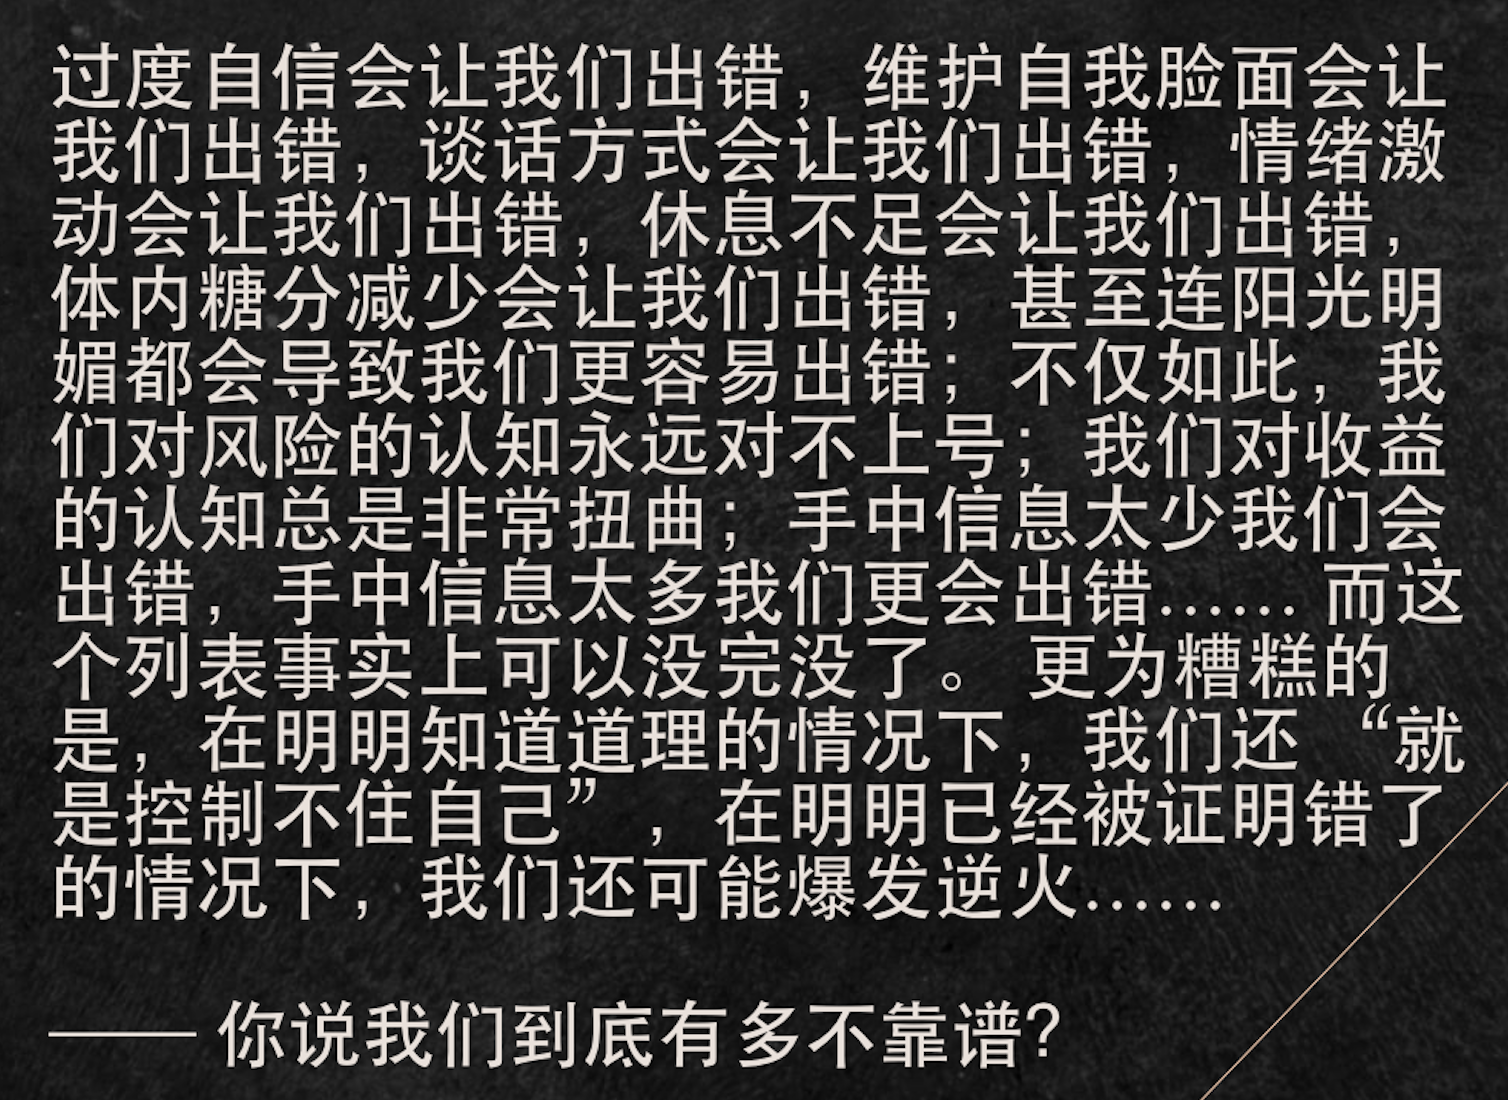 过度自信会让我们出错，维护自我脸面会让
我们出错，谈话方式会让我们出错，情绪激
动会让我们出错，休息不足会让我们出错，
体内糖分减少会让我们出错，甚至连阳光明
媚都会导致我们更容易出错；不仅如此，我
们对风险的认知永远对不上号；我们对收益
的认知总是非常扭曲；手中信息太少我们会
出错，手中信息太多我们更会出错…… 而这
个列表事实上可以没完没了。 更为糟糕的
是，在明明知道道理的情况下，我们还 “就
是控制不住自己” ，在明明已经被证明错了
的情况下，我们还可能爆发逆火……
—— 你说我们到底有多不靠谱?